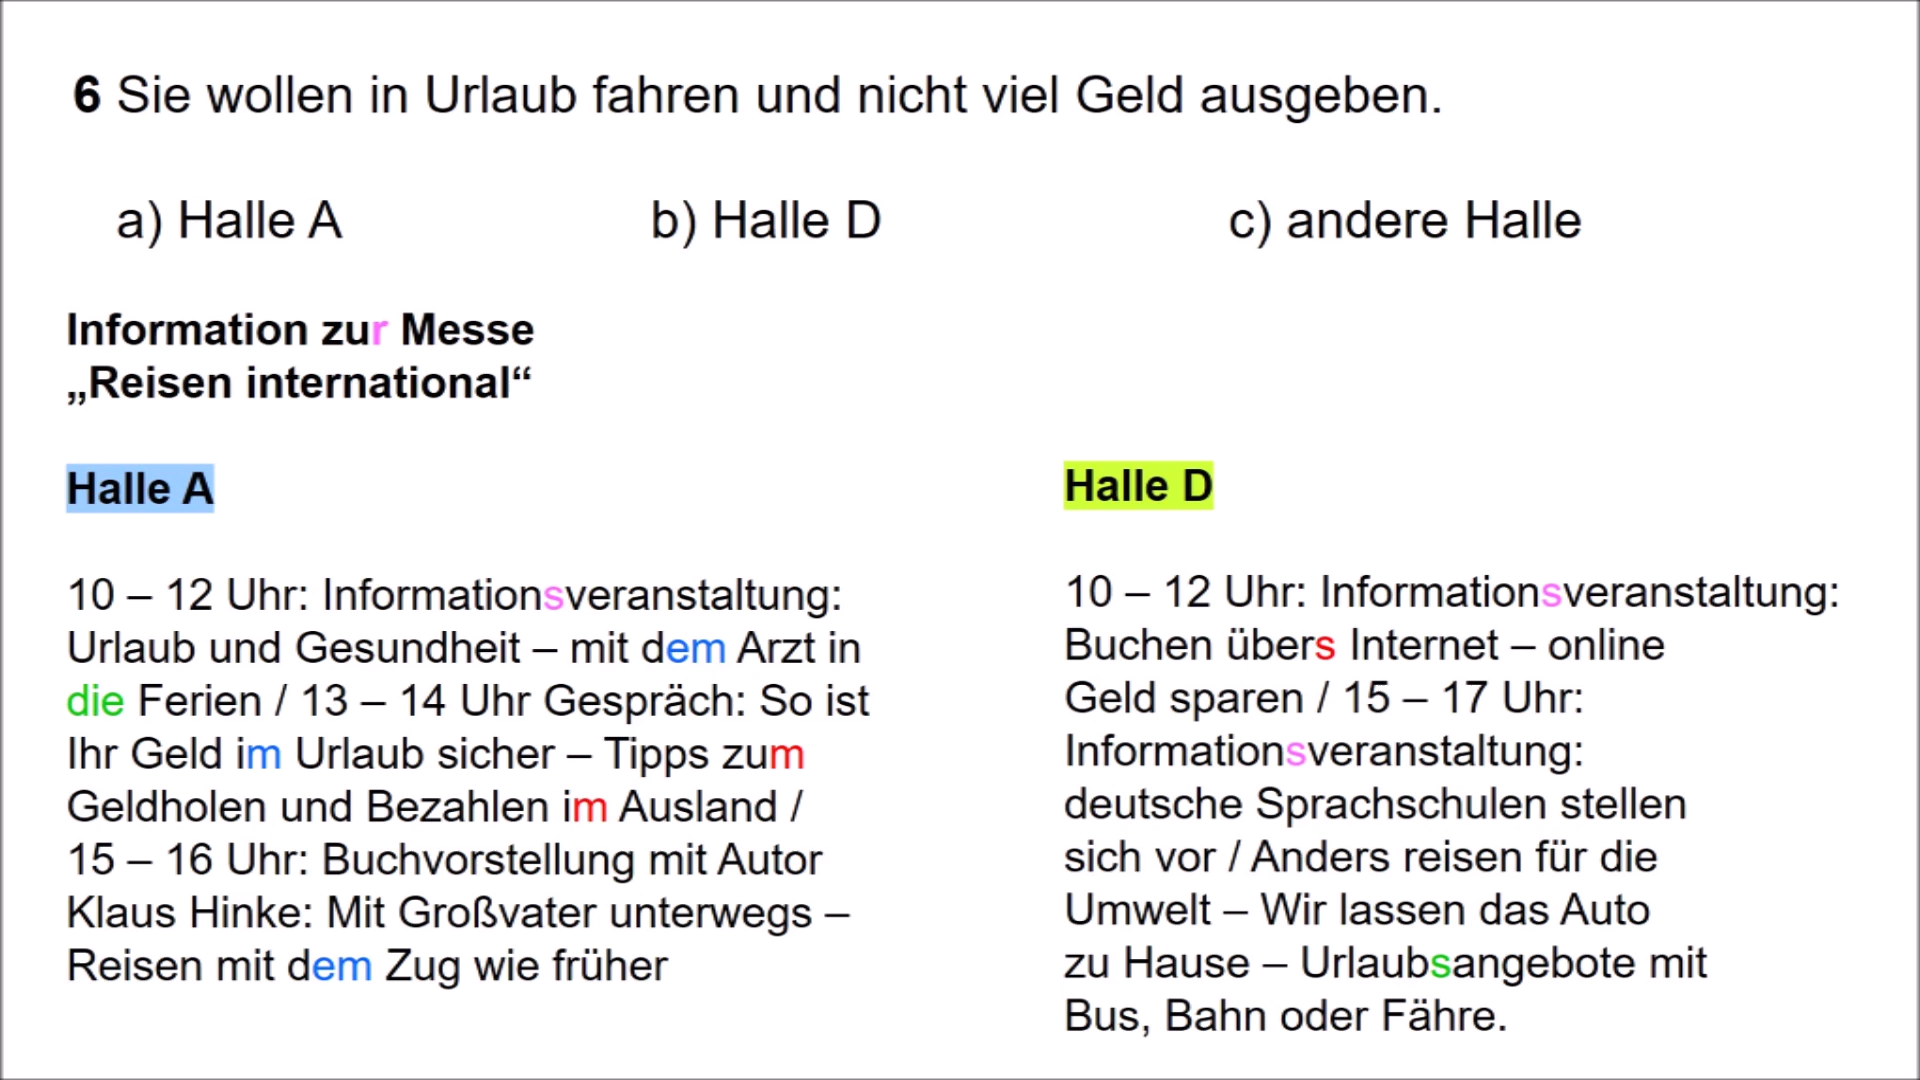 6 Sie wollen in Urlaub fahren und nicht viel Geld ausgeben.
a) Halle A b) Halle D c) andere Halle
Information zur Messe
„Reisen international“
Halle A
10 – 12 Uhr: Informationsveranstaltung:
Urlaub und Gesundheit – mit dem Arzt in
die Ferien / 13 – 14 Uhr Gespräch: So ist
Ihr Geld im Urlaub sicher – Tipps zum
Geldholen und Bezahlen im Ausland /
15 – 16 Uhr: Buchvorstellung mit Autor
Klaus Hinke: Mit Großvater unterwegs –
Reisen mit dem Zug wie früher
Halle D
10 – 12 Uhr: Informationsveranstaltung:
Buchen übers Internet – online
Geld sparen / 15 – 17 Uhr:
Informationsveranstaltung:
deutsche Sprachschulen stellen
sich vor / Anders reisen für die
Umwelt – Wir lassen das Auto
zu Hause – Urlaubsangebote mit
Bus, Bahn oder Fähre.